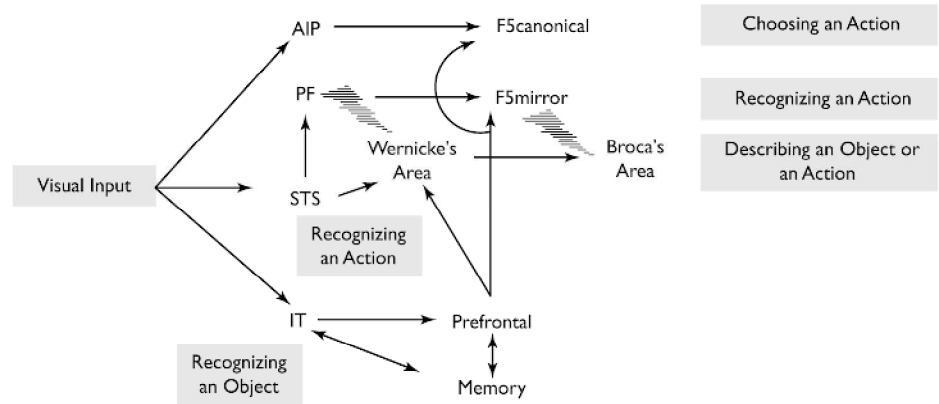 AIP
F5canonical
Choosing an Action
PF
F5mirror
Recognizing an Action
Wernicke's
Area
Broca's
Area
Describing an Object or
an Action
Visual Input
STS
Recognizing
an Action
IT
Prefrontal
Recognizing
an Object
Memory